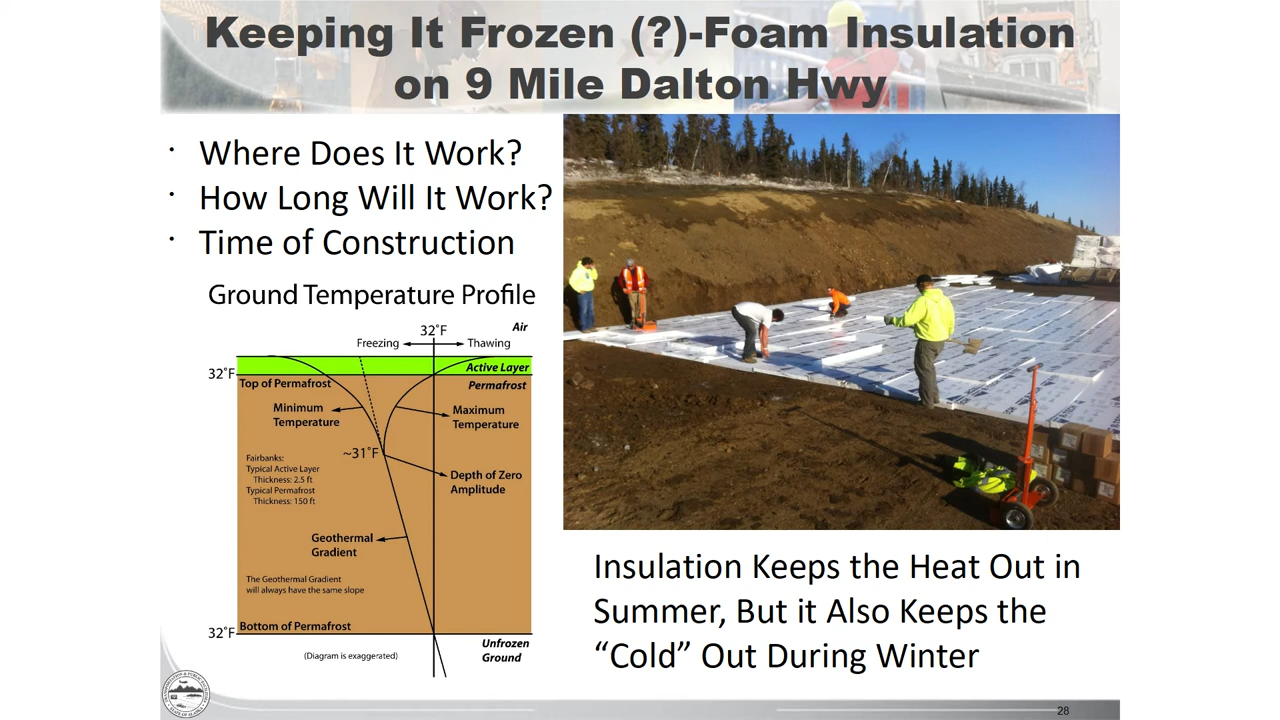 Keeping It Frozen (?)-Foam Insulation
on 9 Mile Dalton Hwy
· Where Does It Work?
· How Long Will It Work?
· Time of Construction
Ground Temperature Profile
32˚F
Air
Freezing
Thawing
32˚F
Active Layer
Top of Permafrost
Permafrost
Minimum
Temperature
Maximum
Temperature
~31˚F
Fairbanks:
Typical Active Layer
Thickness: 2.5 ft
Typical Permafrost
Thickness: 150 ft
Depth of Zero
Amplitude
Geothermal
Gradient
The Geothermal Gradient
will always have the same slope
32˚F
Bottom of Permafrost
Unfrozen
Ground
(Diagram is exaggerated)
Insulation Keeps the Heat Out in
Summer, But it Also Keeps the
“Cold” Out During Winter
28